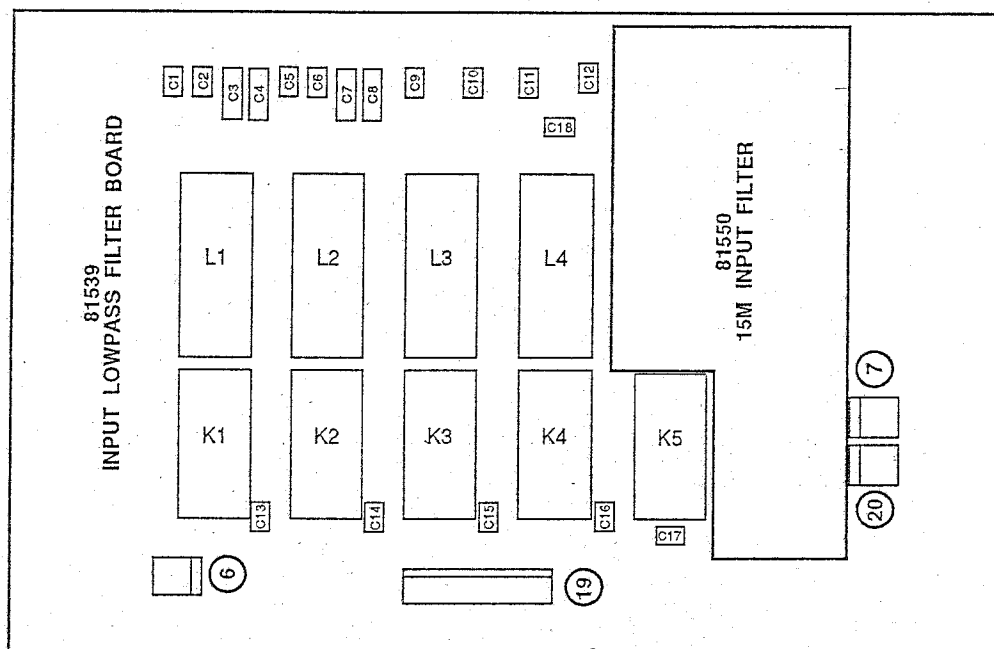 81539
INPUT LOWPASS FILTER BOARD
C1
C2
C3
C4
C5
C6
C7
C8
C9
C10
C11
C12
C18
L1
L2
L3
L4
81550
15M INPUT FILTER
K1
K2
K3
K4
K5
C13
C14
C15
C16
C17
6
19
7
20